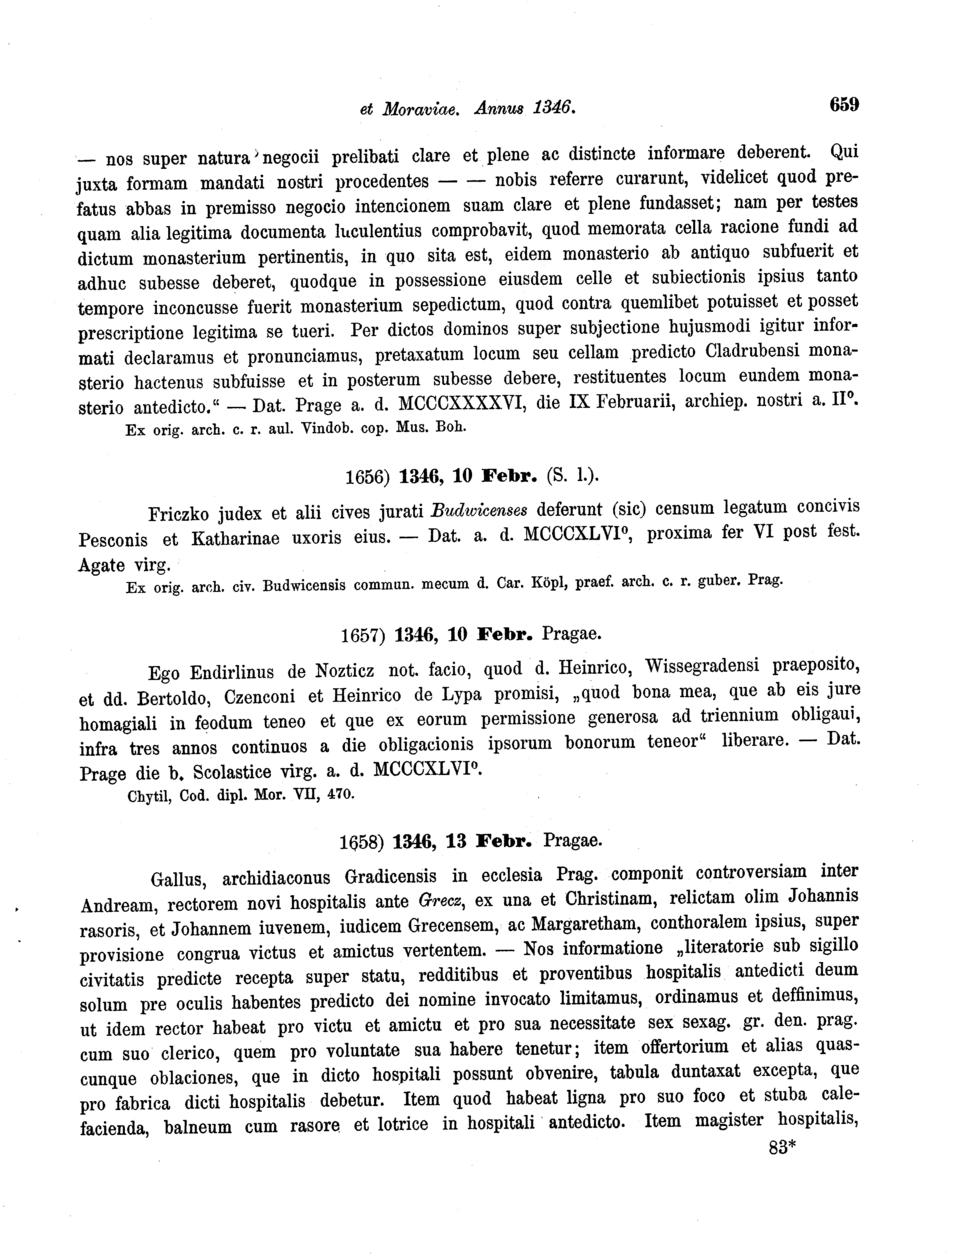 et Moraviae. Annus 1346. 659
— nos super natura negocii prelibati clare et plene ac distincte informare deberent. Qui
juxta formam mandati nostri procedentes — — nobis referre curarunt, videlicet quod pre-
fatus abbas in premisso negocio intencionem suam clare et plene fundasset; nam per testes
quam alia legitima documenta luculentius comprobavit, quod memorata cella racione fundi ad
dictum monasterium pertinentis, in quo sita est, eidem monasterio ab antiquo subfuerit et
adhuc subesse deberet, quodque in possessione eiusdem celle et subiectionis ipsius tanto
tempore inconcusse fuerit monasterium sepedictum, quod contra quemlibet potuisset et posset
prescriptione legitima se tueri. Per dictos dominos super subjectione hujusmodi igitur infor-
mati declaramus et pronunciamus, pretaxatum locum seu cellam predicto Cladrubensi mona-
sterio hactenus subfuisse et in posterum subesse debere, restituentes locum eundem mona-
sterio antedicto.“ — Dat. Prage a. d. MCCCXXXXVI, die IX Februarii, archiep. nostri a. IIº.
Ex orig. arch. c. r. aul. Vindob. cop. Mus. Boh.
1656) 1346, 10 Febr. (S. l.).
Friczko judex et alii cives jurati Budwicenses deferunt (sic) censum legatum concivis
Pesconis et Katharinae uxoris eius. — Dat. a. d. MCCCXLVIº, proxima fer VI post fest.
Agate virg.
Ex orig. arch. civ. Budwicensis commun. mecum d. Car. Köpl, praef. arch. c. r. guber. Prag.
1657) 1346, 10 Febr. Pragae.
Ego Endirlinus de Nozticz not. facio, quod d. Heinrico, Wissegradensi praeposito,
et dd. Bertoldo, Czenconi et Heinrico de Lypa promisi, „quod bona mea, que ab eis jure
homagiali in feodum teneo et que ex eorum permissione generosa ad triennium obligaui,
infra tres annos continuos a die obligacionis ipsorum bonorum teneor“ liberare. — Dat.
Prage die b. Scolastice virg. a. d. MCCCXLVIº.
Chytil, Cod. dipl. Mor. VII, 470.
1658) 1346, 13 Febr. Pragae.
Gallus, archidiaconus Gradicensis in ecclesia Prag. componit controversiam inter
Andream, rectorem novi hospitalis ante Grecz, ex una et Christinam, relictam olim Johannis
rasoris, et Johannem iuvenem, iudicem Grecensem, ac Margaretham, conthoralem ipsius, super
provisione congrua victus et amictus vertentem. — Nos informatione „literatorie sub sigillo
civitatis predicte recepta super statu, redditibus et proventibus hospitalis antedicti deum
solum pre oculis habentes predicto dei nomine invocato limitamus, ordinamus et deffinimus,
ut idem rector habeat pro victu et amictu et pro sua necessitate sex sexag. gr. den. prag.
cum suo clerico, quem pro voluntate sua habere tenetur; item offertorium et alias quas-
cunque oblaciones, que in dicto hospitali possunt obvenire, tabula duntaxat excepta, que
pro fabrica dicti hospitalis debetur. Item quod habeat ligna pro suo foco et stuba cale-
facienda, balneum cum rasore et lotrice in hospitali antedicto. Item magister hospitalis,
83*